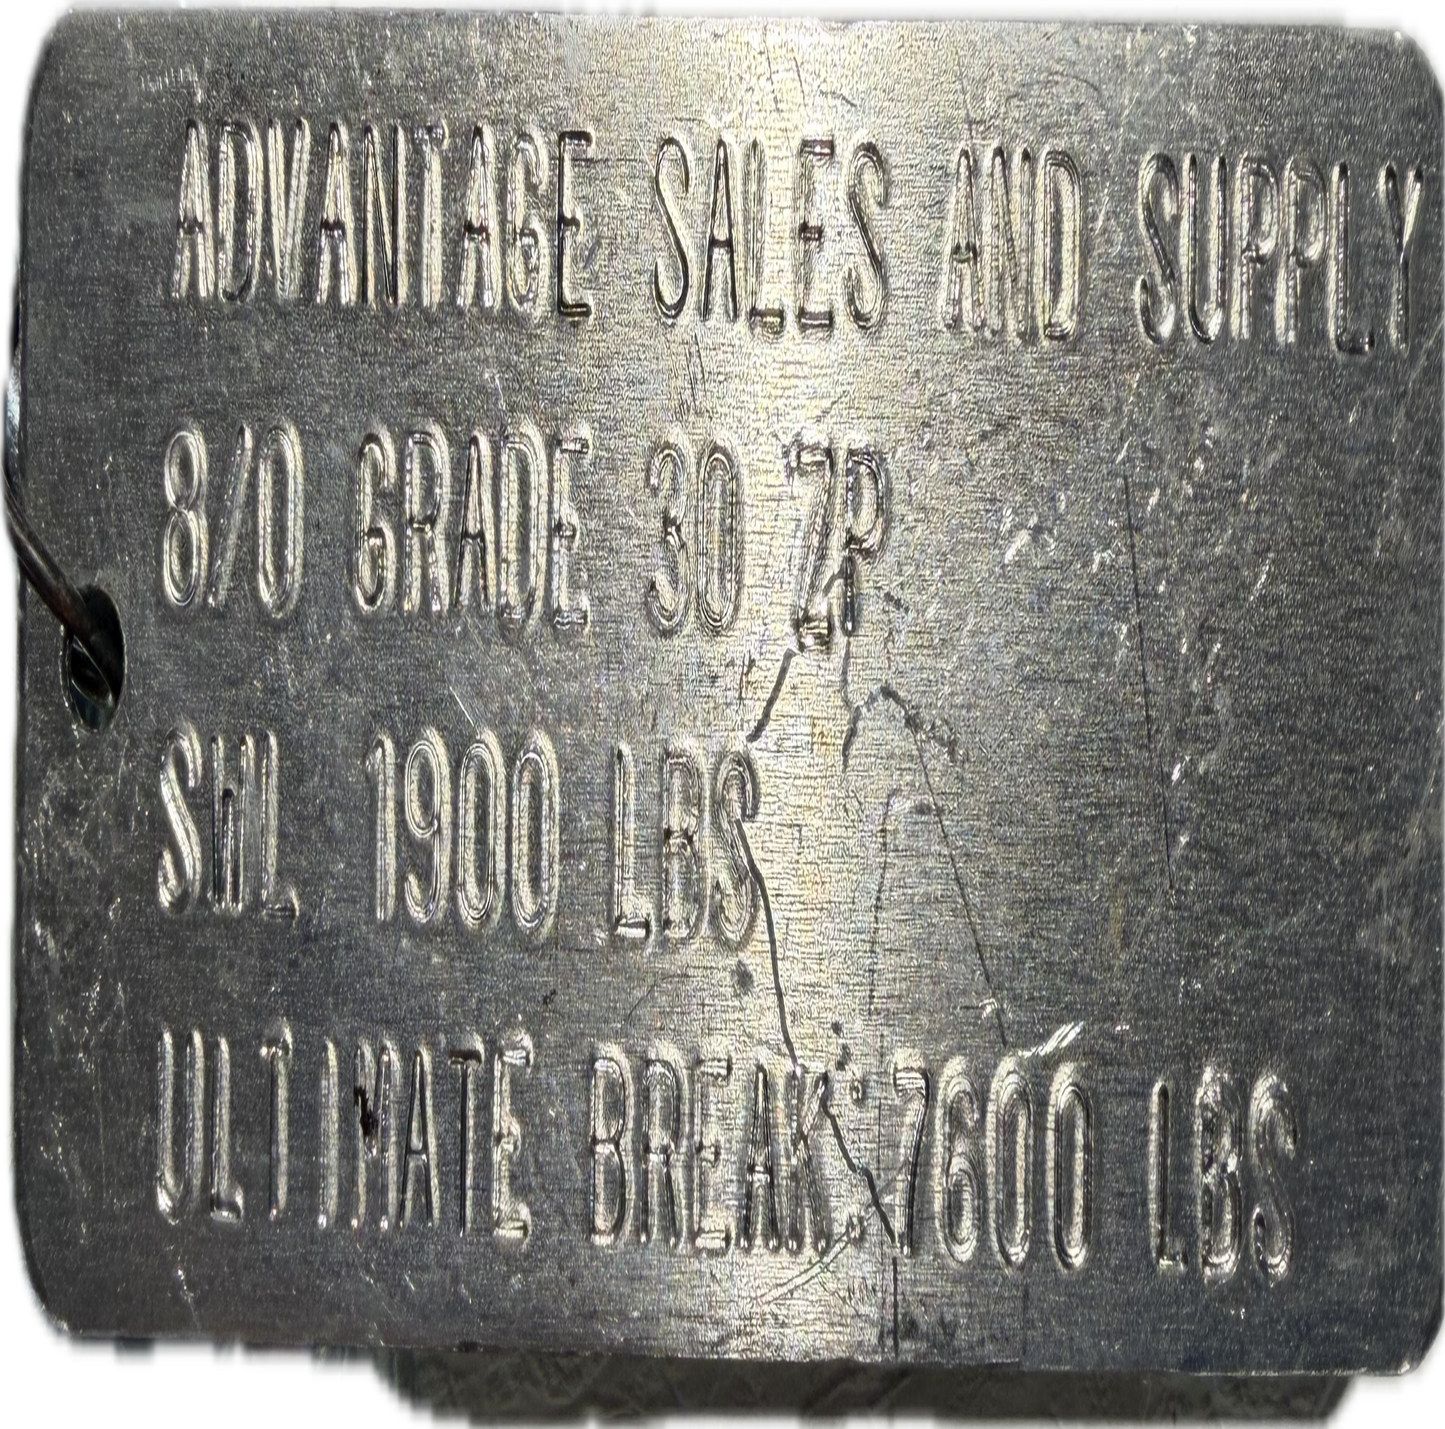 ADVANTAGE SALES AND SUPPLY
8/0 GRADE 30 ZP
SWL 1900 LBS
ULTIMATE BREAK:7600 LBS